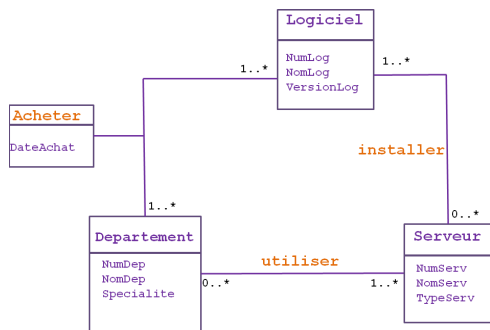 Logiciel
NumLog
NomLog
VersionLog
1..*
1..*
Acheter
DateAchat
installer
1..*
0..*
Departement
NumDep
NomDep
Specialite
utiliser
0..*
1..*
Serveur
NumServ
NomServ
TypeServ